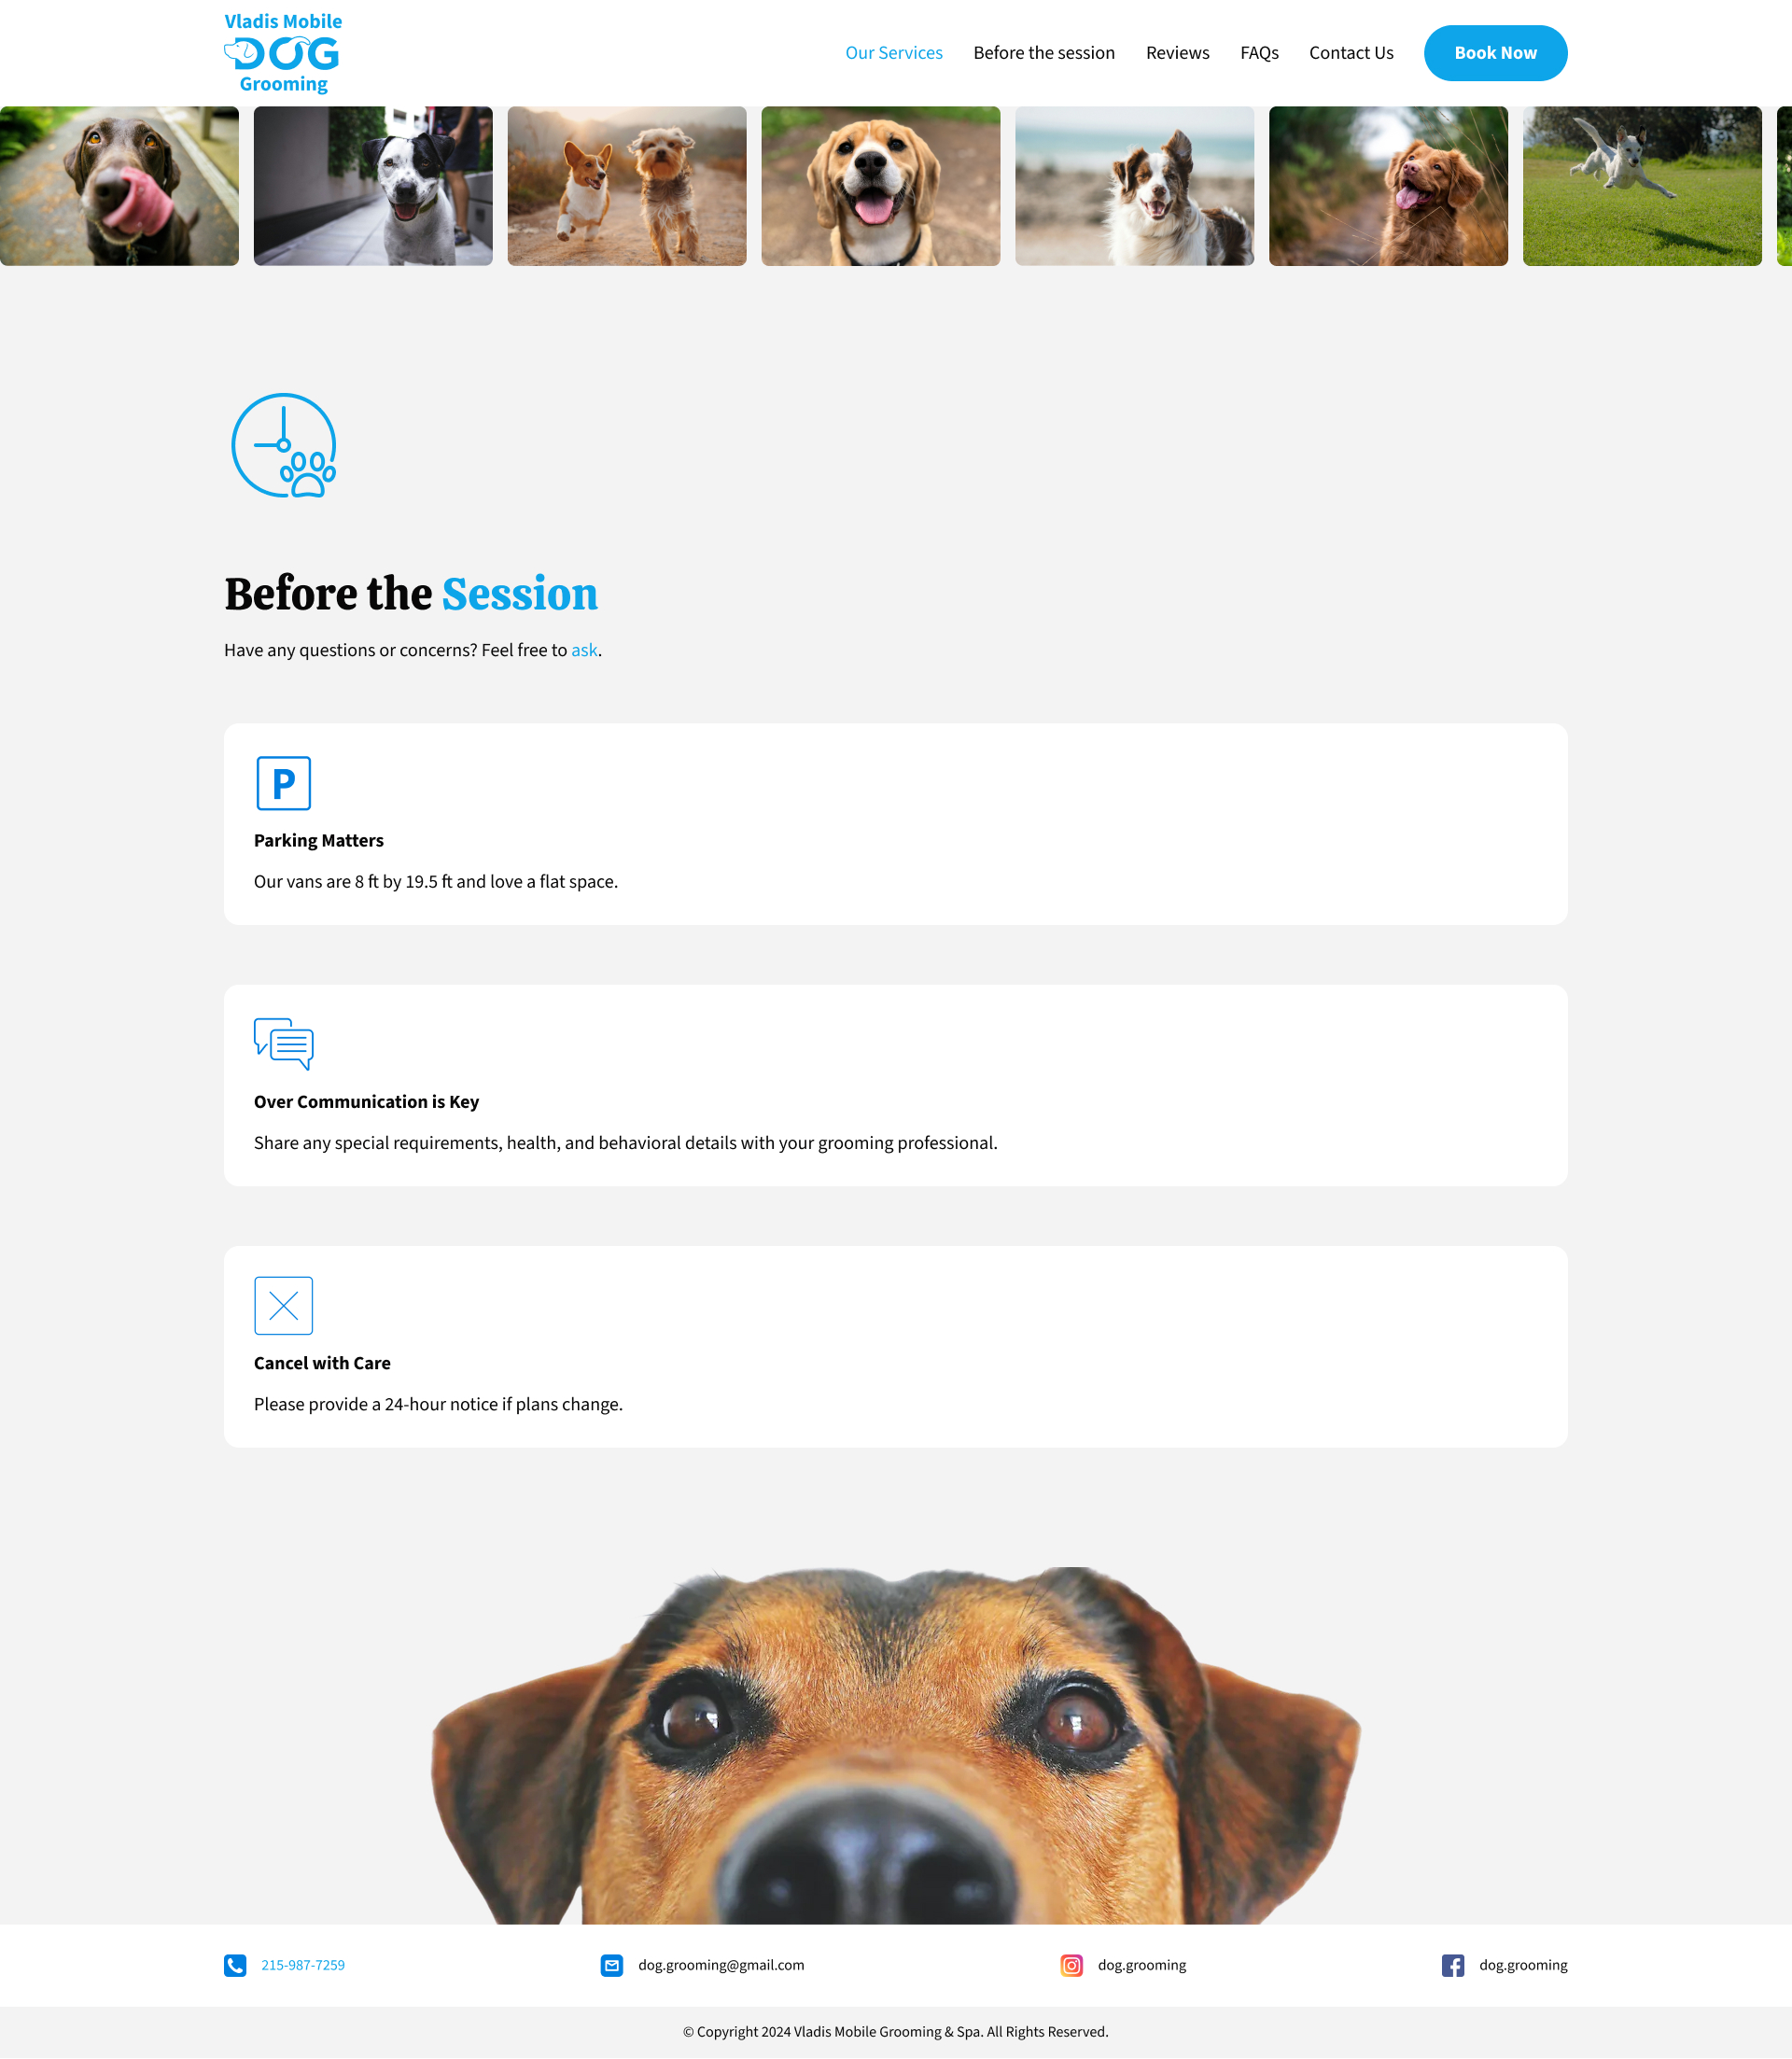 Vladis Mobile
DOG
Grooming
Our Services
Before the session
Reviews
FAQs
Contact Us
Book Now
Before the Session
Have any questions or concerns? Feel free to ask.
P
Parking Matters
Our vans are 8 ft by 19.5 ft and love a flat space.
Over Communication is Key
Share any special requirements, health, and behavioral details with your grooming professional.
Cancel with Care
Please provide a 24-hour notice if plans change.
215-987-7259
dog.grooming@gmail.com
dog.grooming
dog.grooming
© Copyright 2024 Vladis Mobile Grooming & Spa. All Rights Reserved.